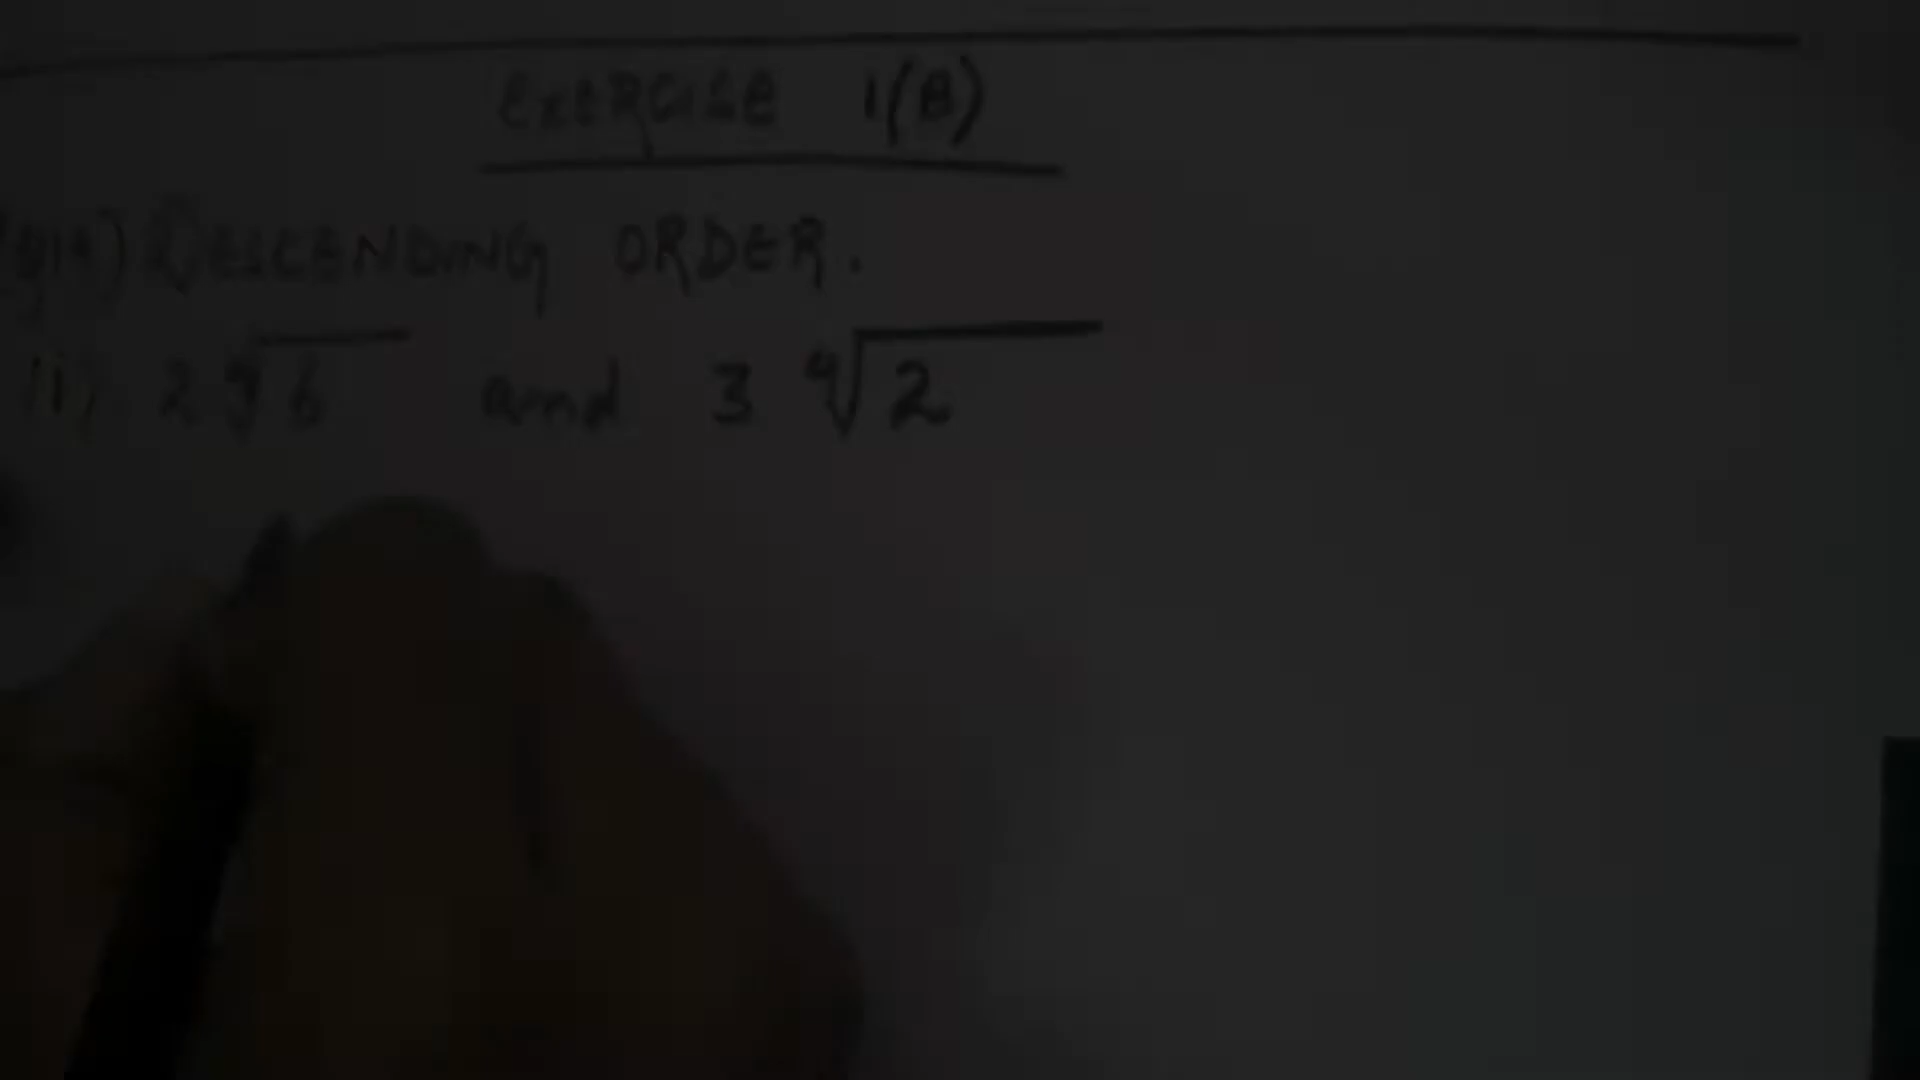 EXERCISE 1(B)
DESCENDING ORDER.
(i) 2 ∜6 and 3 ∜2